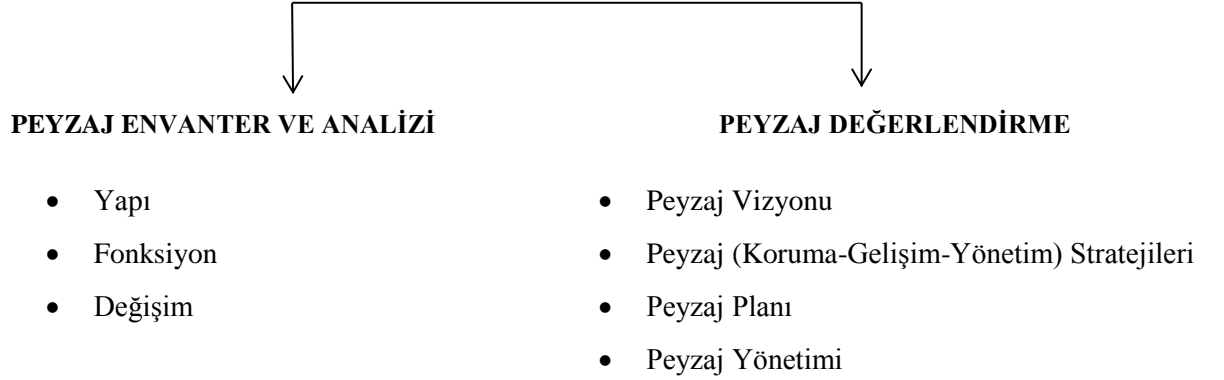 PEYZAJ ENVANTER VE ANALİZİ
• Yapı
• Fonksiyon
• Değişim
PEYZAJ DEĞERLENDİRME
• Peyzaj Vizyonu
• Peyzaj (Koruma-Gelişim-Yönetim) Stratejileri
• Peyzaj Planı
• Peyzaj Yönetimi